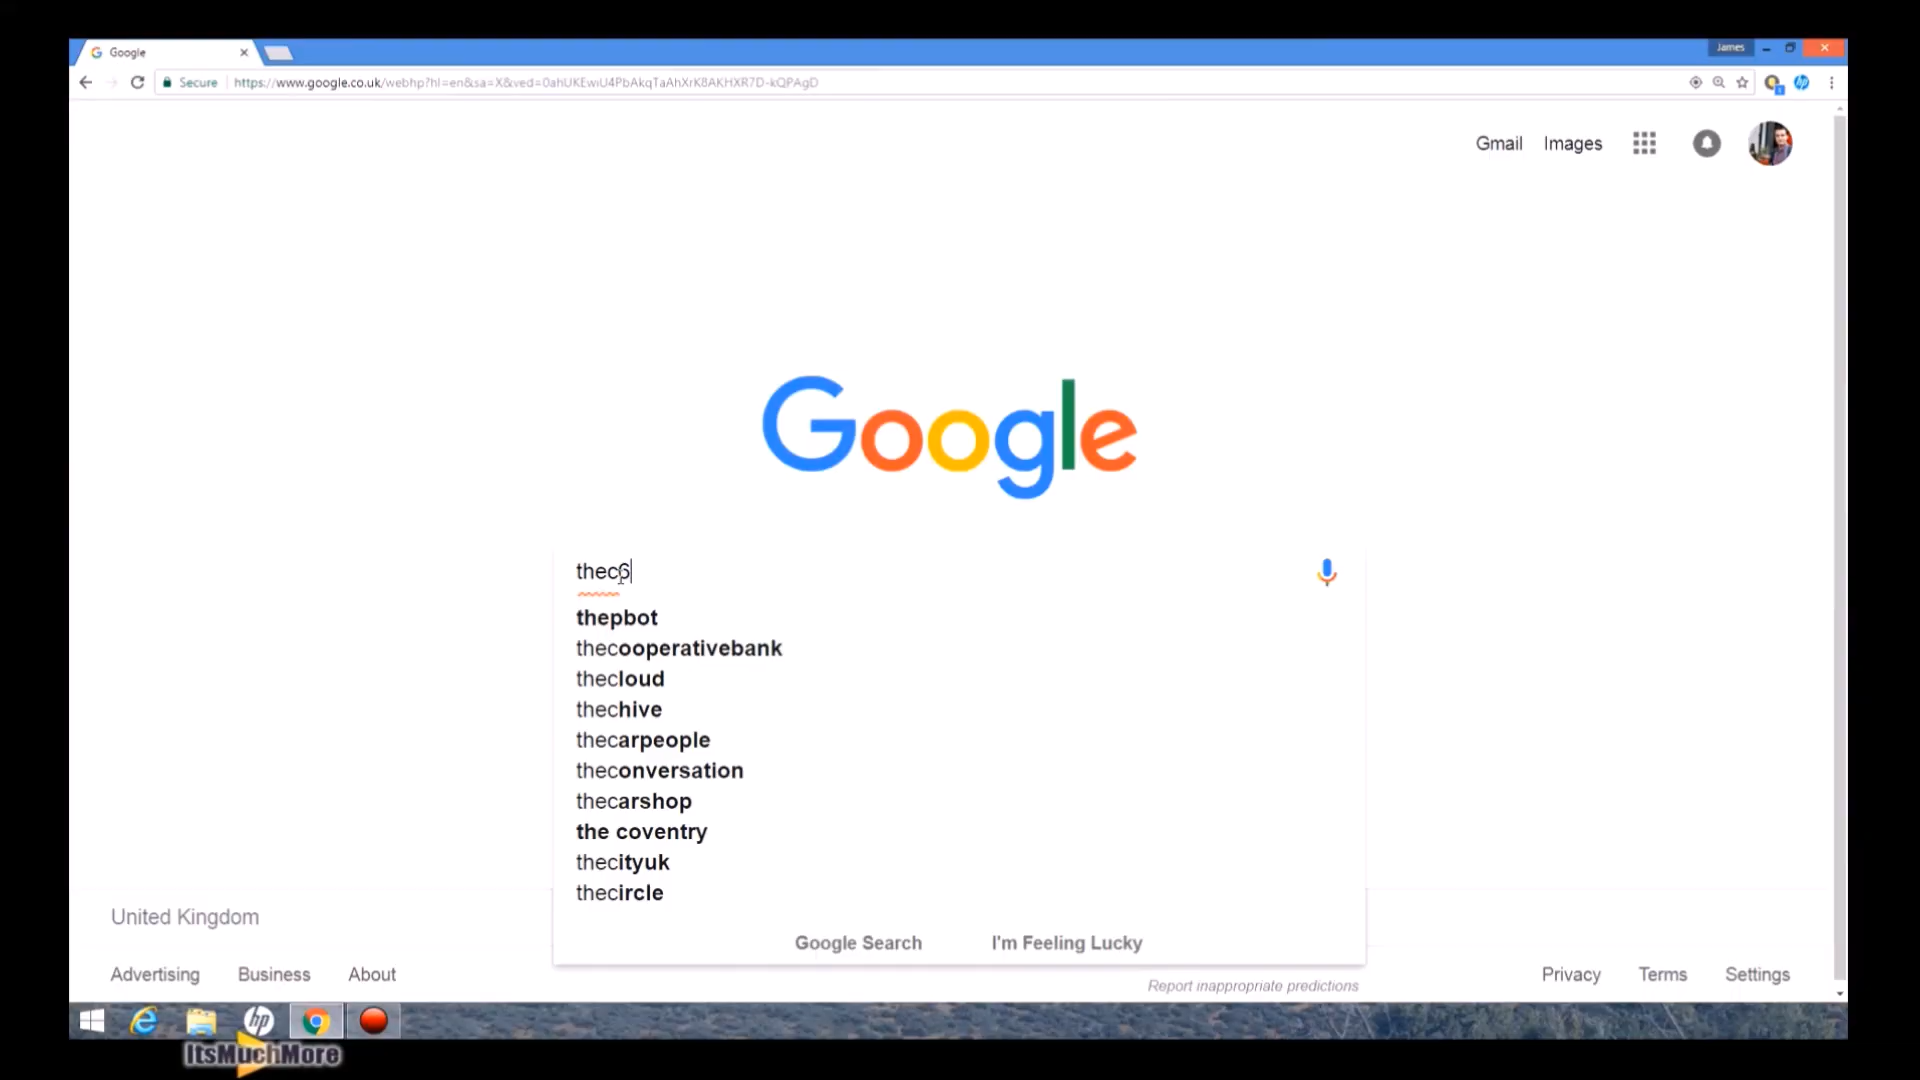 Google
James
Secure https://www.google.co.uk/webhp?hl=en&sa=X&ved=0ahUKEwiU4PbAkqTaAhXrK8AKHXR7D-kQPAgD
Gmail Images
Google
thec6
thepbot
thecooperativebank
thecloud
thechive
thecarpeople
theconversation
thecarshop
the coventry
thecityuk
thecircle
United Kingdom
Google Search I'm Feeling Lucky
Advertising Business About
Privacy Terms Settings
Report inappropriate predictions
hp
ItsMuchMore